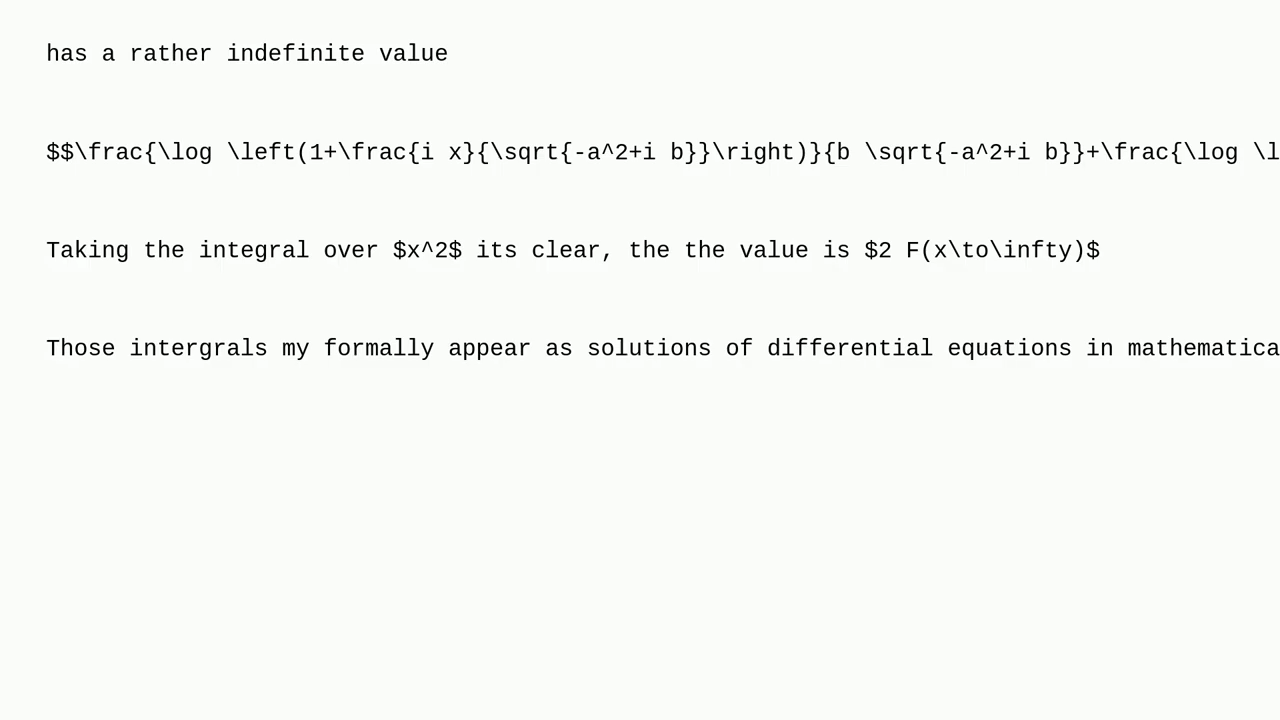 has a rather indefinite value
$$\frac{\log \left(1+\frac{i x}{\sqrt{-a^2+i b}}\right)}{b \sqrt{-a^2+i b}}+\frac{\log \l
Taking the integral over $x^2$ its clear, the the value is $2 F(x\to\infty)$
Those intergrals my formally appear as solutions of differential equations in mathematica